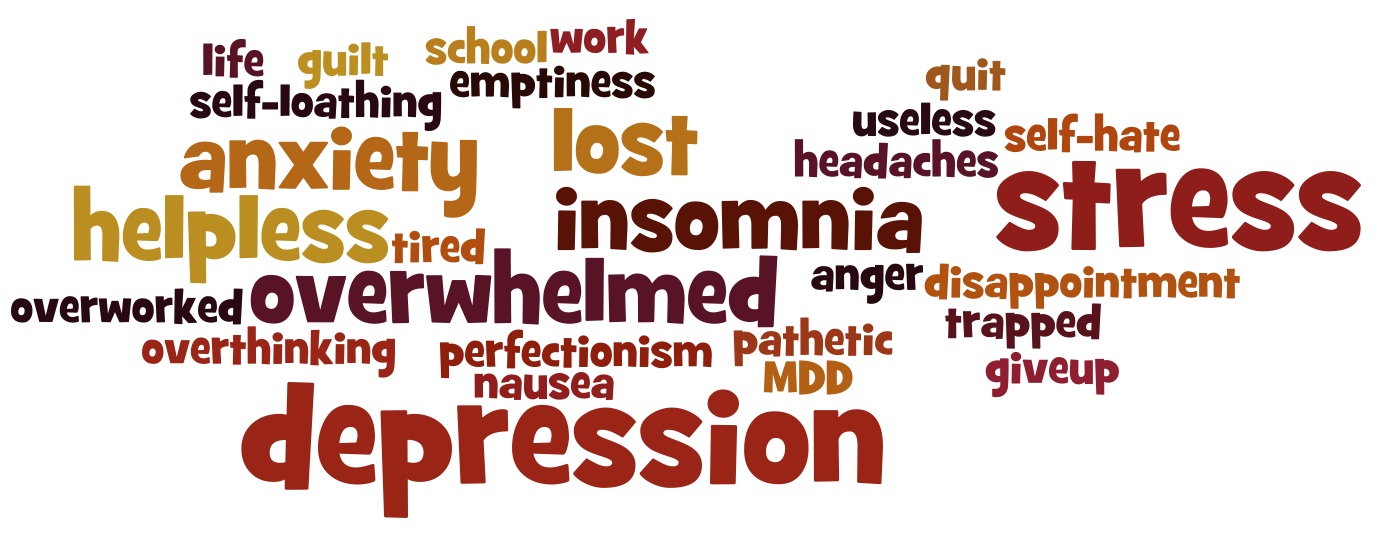 life guilt school work
self-loathing emptiness quit
anxiety lost useless self-hate
headaches stress
helpless tired insomnia
overworked overwhelmed anger disappointment
overthinking perfectionism pathetic trapped
nausea MDD giveup
depression